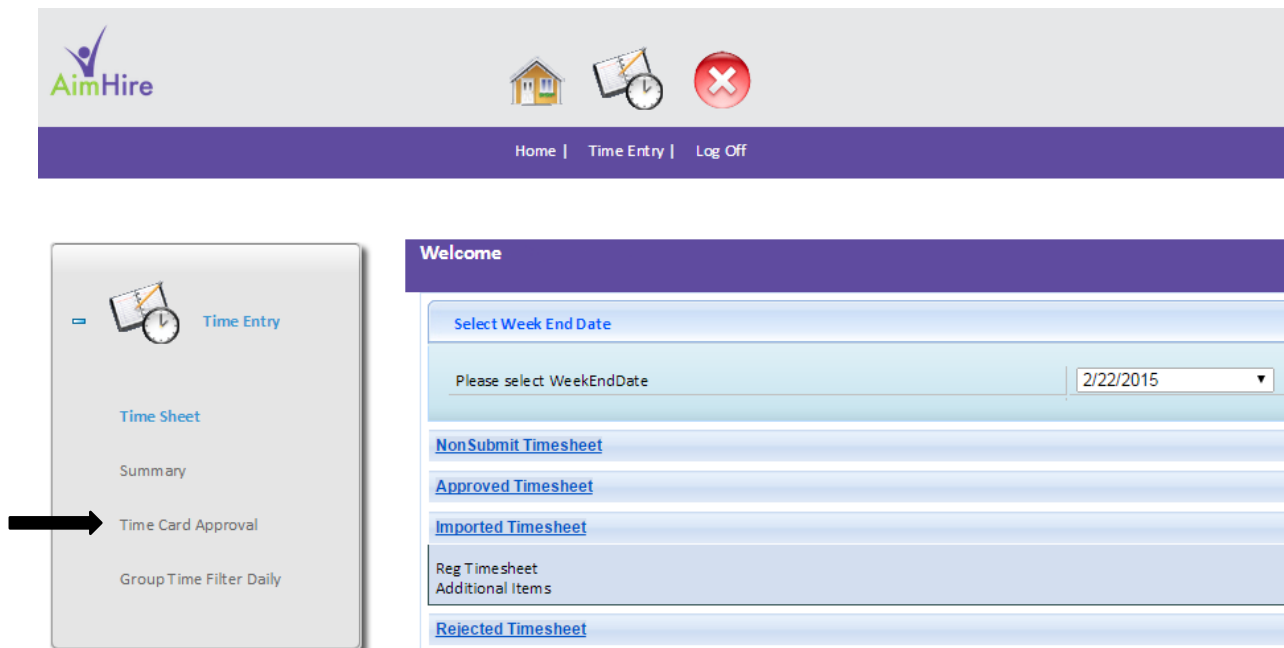 AimHire
Home | Time Entry | Log Off
Time Entry
Time Sheet
Summary
Time Card Approval
Group Time Filter Daily
Welcome
Select Week End Date
Please select WeekEndDate 2/22/2015
NonSubmit Timesheet
Approved Timesheet
Imported Timesheet
Reg Timesheet
Additional Items
Rejected Timesheet